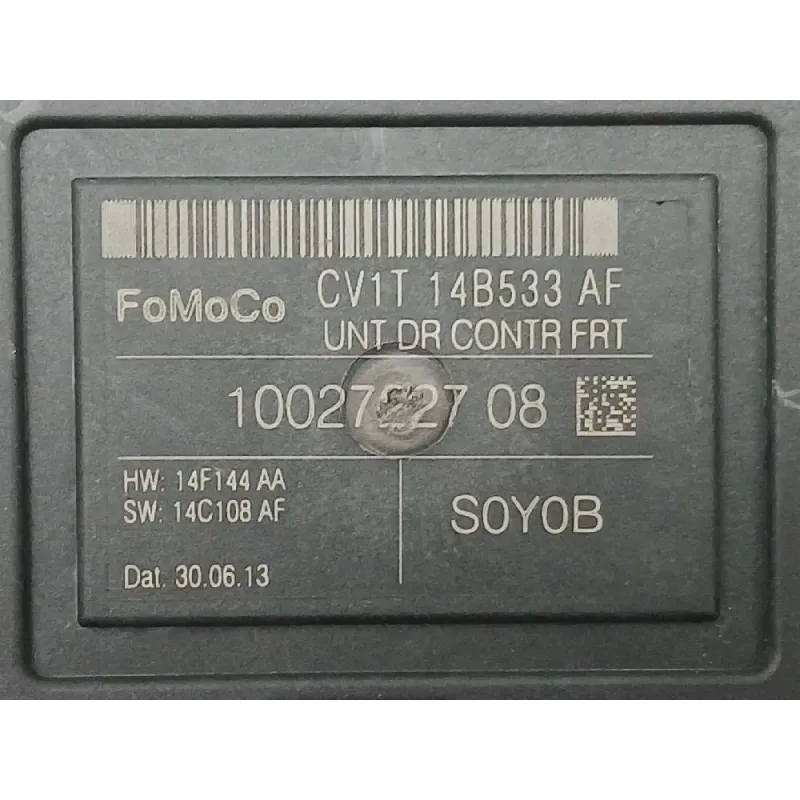 FoMoCo CV1T 14B533 AF
UNT DR CONTR FRT
08
HW: 14F144 AA
SW: 14C108 AF
S0Y0B
Dat. 30.06.13